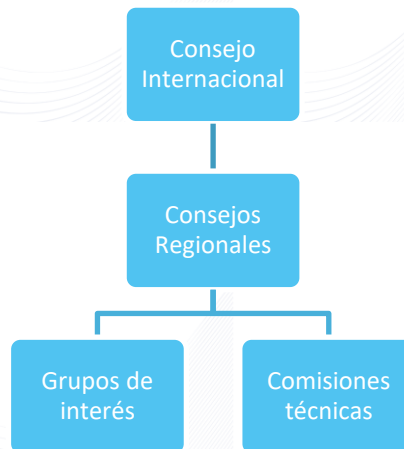 Consejo
Internacional
Consejos
Regionales
Grupos de
interés
Comisiones
técnicas